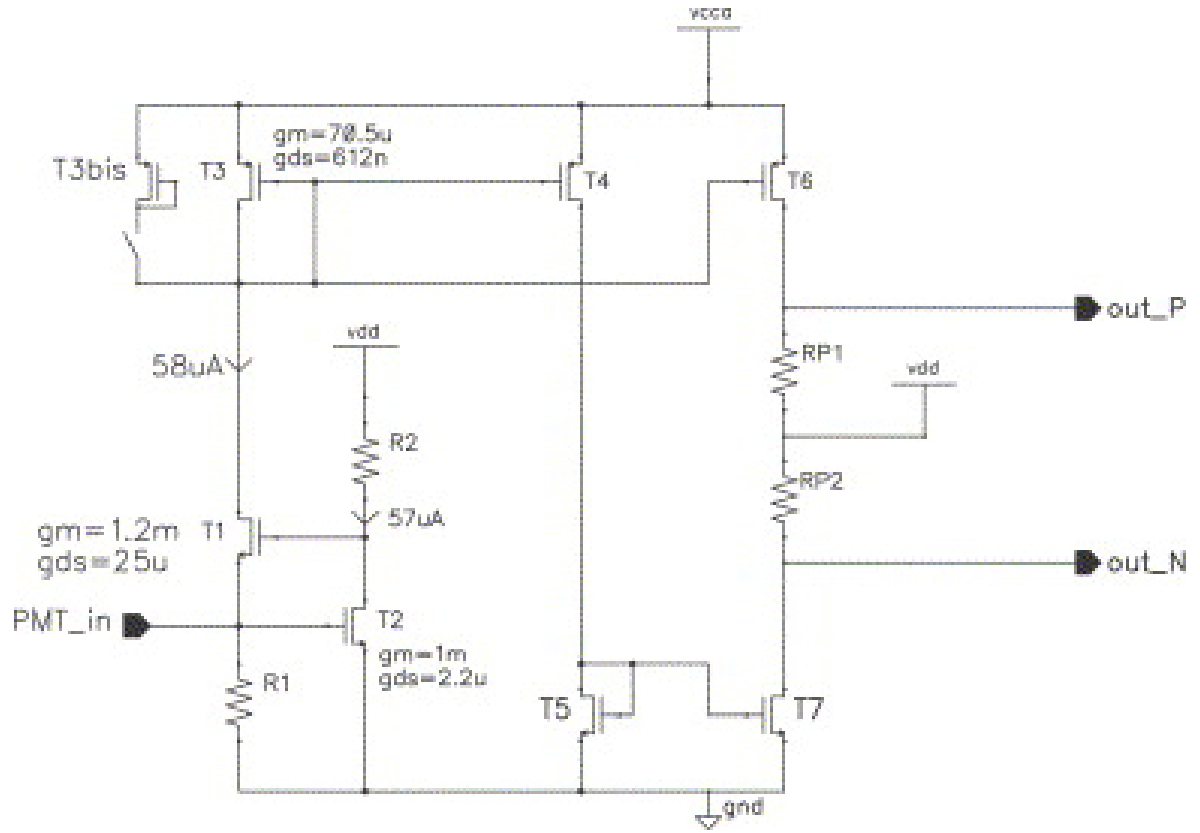 vcca
T3bis
T3
gm=70.5u
gds=612n
T4
T6
out_P
vdd
58uA
RP1
vdd
R2
RP2
57uA
gm=1.2m
gds=25u
T1
out_N
PMT_in
T2
gm=1m
gds=2.2u
R1
T5
T7
gnd